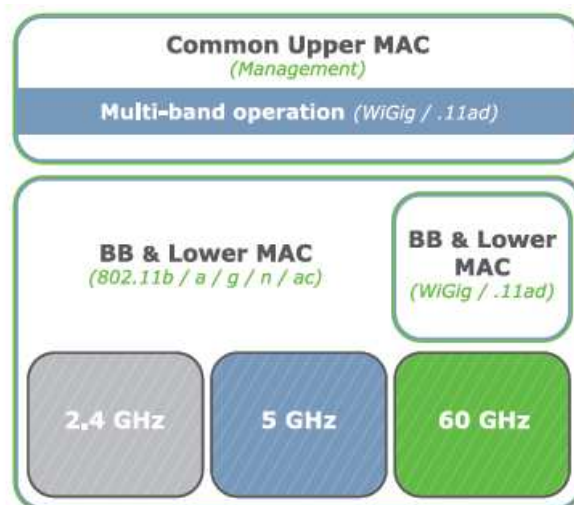 Common Upper MAC
(Management)
Multi-band operation (WiGig / .11ad)
BB & Lower MAC
(802.11b / a / g / n / ac)
BB & Lower
MAC
(WiGig / .11ad)
2.4 GHz
5 GHz
60 GHz